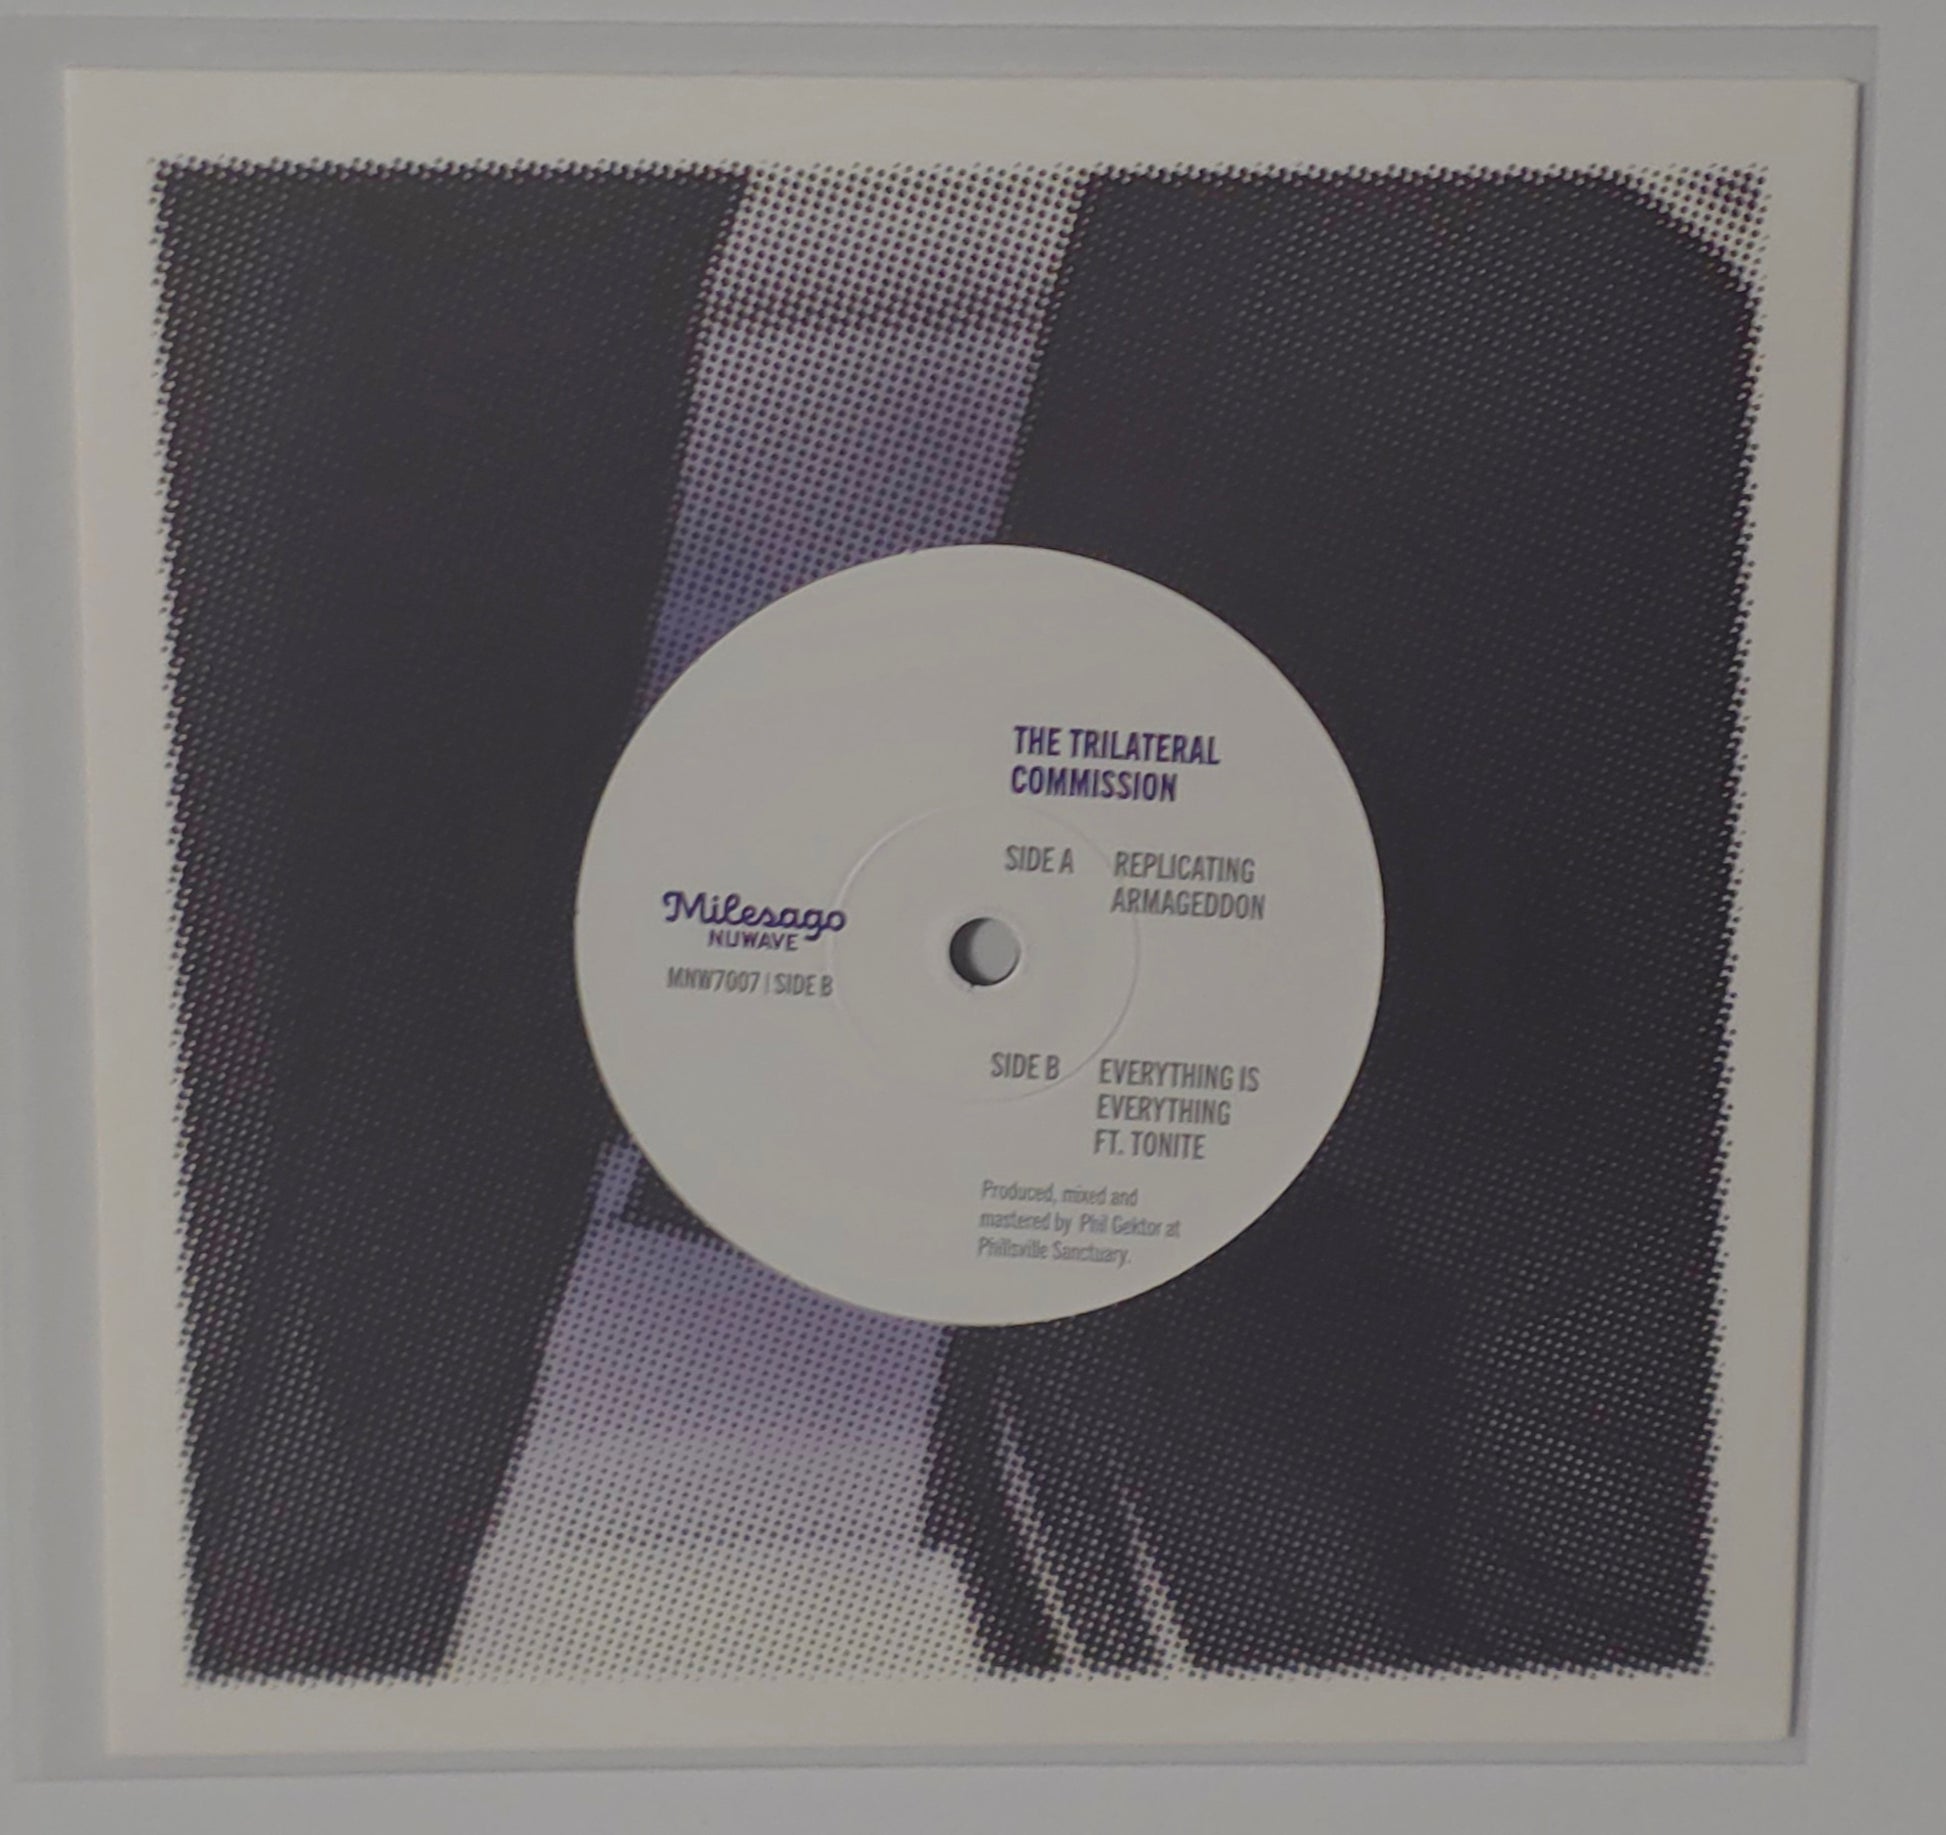 THE TRILATERAL
COMMISSION
SIDE A REPLICATING
ARMAGEDDON
Milesago
NUWAVE
MNW7007 | SIDE B
SIDE B EVERYTHING IS
EVERYTHING
FT. TONITE
Produced, mixed and
mastered by Phil Gektor at
Phillsville Sanctuary.